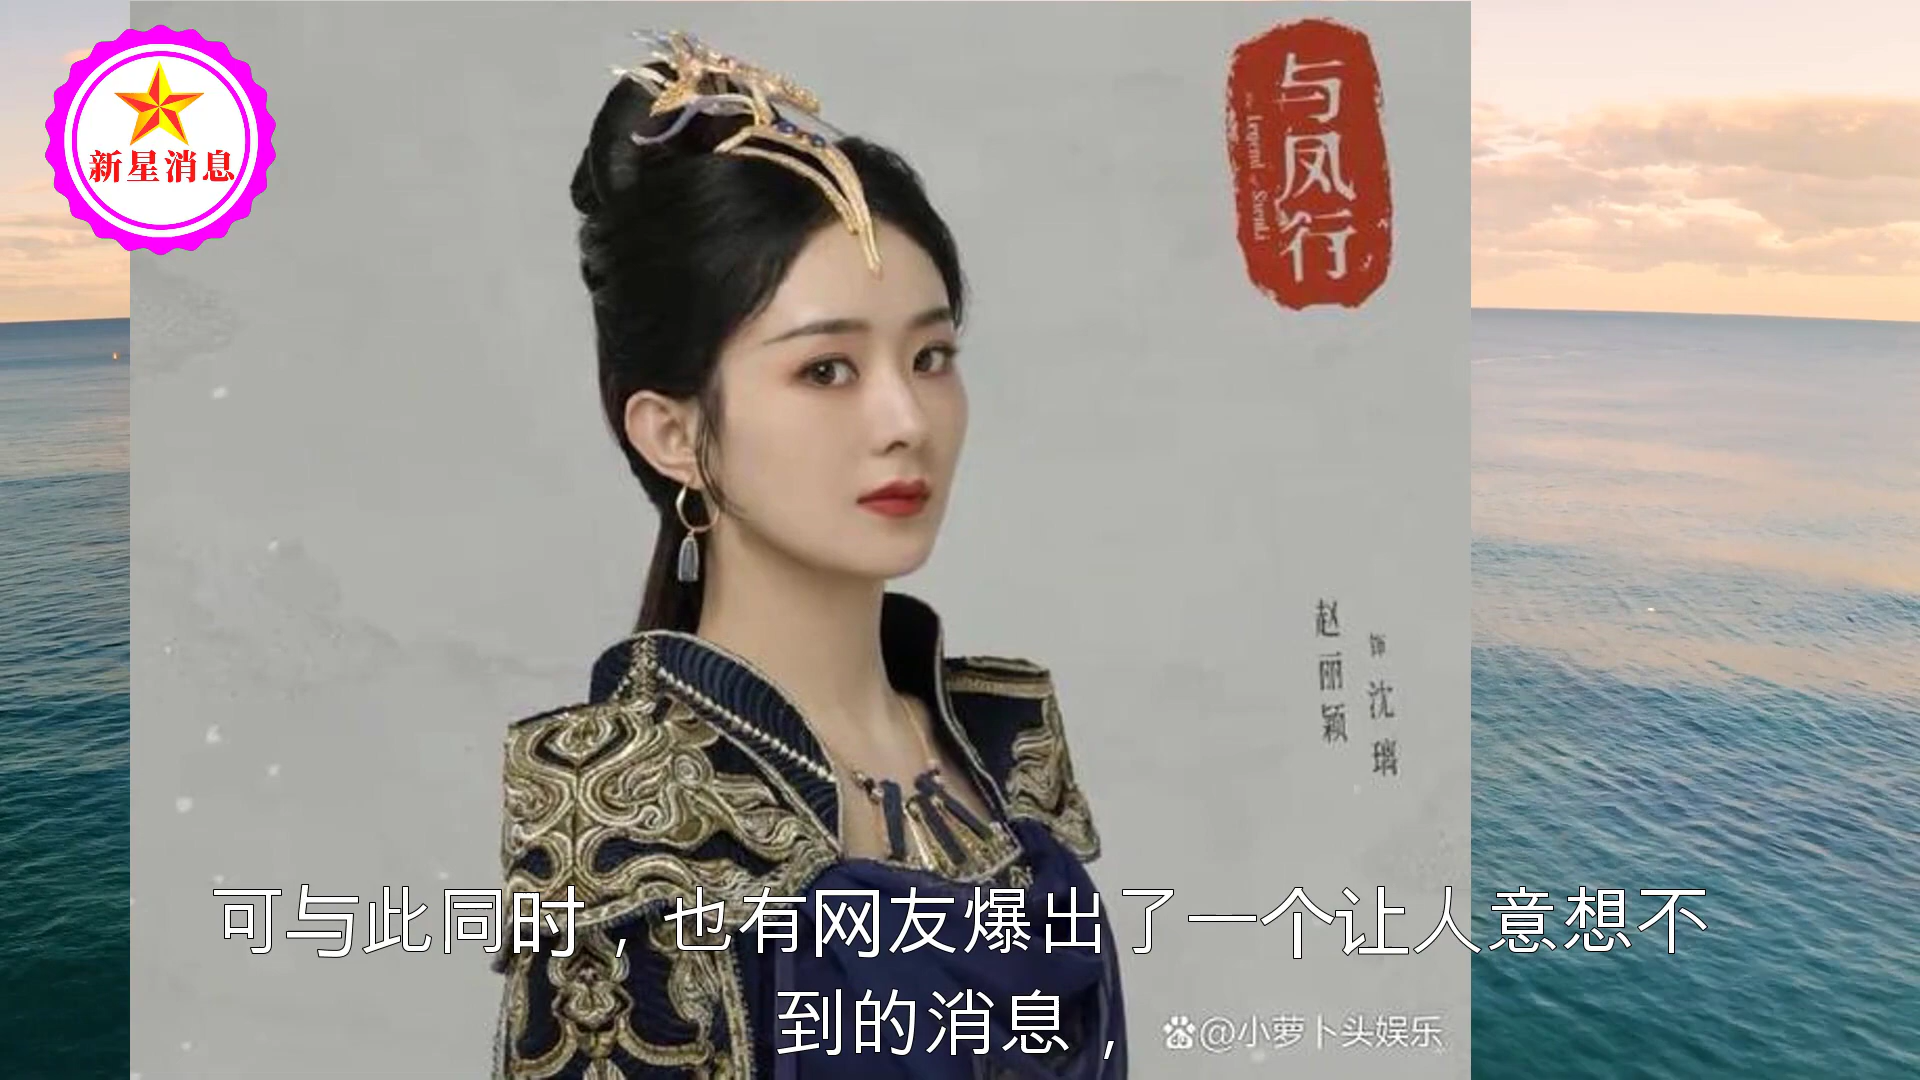 新星消息
与凤行
Legend of ShenLi
赵丽颖
饰 沈璃
可与此同时，也有网友爆出了一个让人意想不
到的消息，
@小萝卜头娱乐